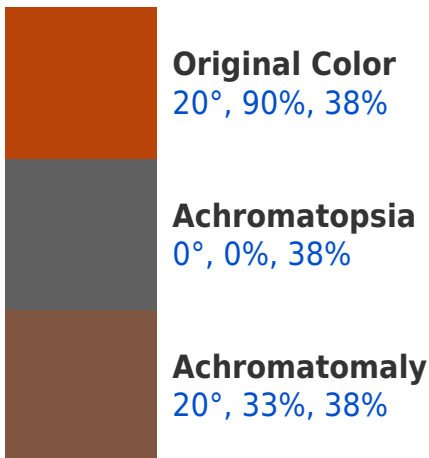 Original Color
20°, 90%, 38%
Achromatopsia
0°, 0%, 38%
Achromatomaly
20°, 33%, 38%